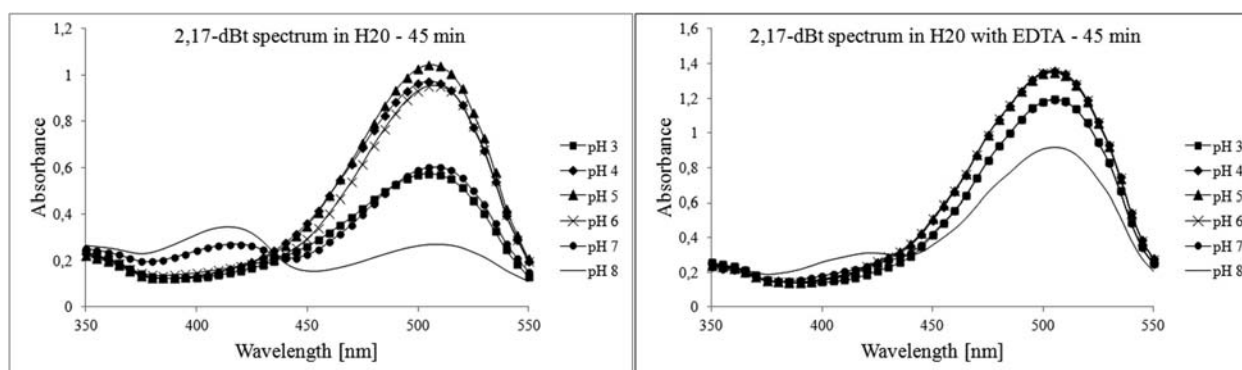 2,17-dBt spectrum in H20 - 45 min
1,2
1
0,8
0,6
0,4
0,2
0
Absorbance
350
400
450
500
550
Wavelength [nm]
pH 3
pH 4
pH 5
pH 6
pH 7
pH 8
2,17-dBt spectrum in H20 with EDTA - 45 min
1,6
1,4
1,2
1
0,8
0,6
0,4
0,2
0
Absorbance
350
400
450
500
550
Wavelength [nm]
pH 3
pH 4
pH 5
pH 6
pH 7
pH 8